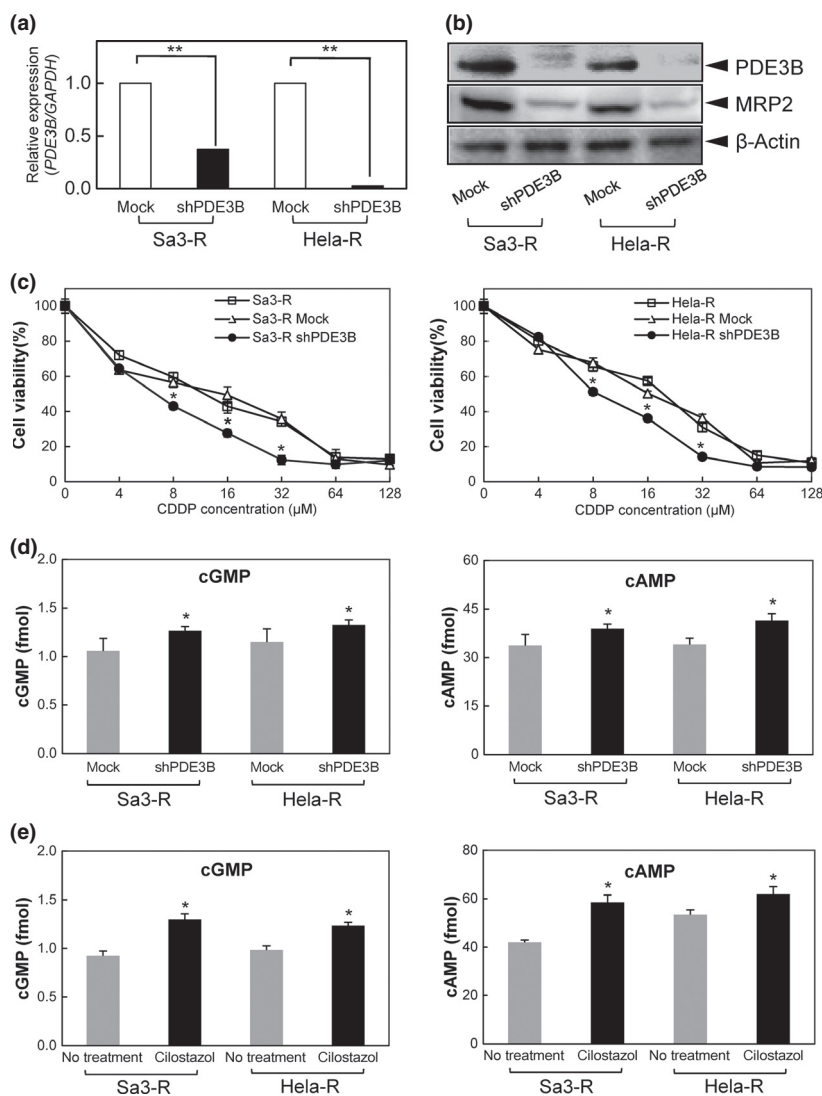 (a)
** **
Relative expression
(PDE3B/GAPDH)
1.0
0.5
0.0
Mock shPDE3B Mock shPDE3B
Sa3-R Hela-R
(b)
PDE3B
MRP2
β-Actin
Mock shPDE3B Mock shPDE3B
Sa3-R Hela-R
(c)
Cell viability(%)
100
80
60
40
20
0
Sa3-R
Sa3-R Mock
Sa3-R shPDE3B
*
*
*
0 4 8 16 32 64 128
CDDP concentration (μM)
Cell viability(%)
100
80
60
40
20
0
Hela-R
Hela-R Mock
Hela-R shPDE3B
*
*
*
0 4 8 16 32 64 128
CDDP concentration (μM)
(d)
cGMP
cGMP (fmol)
2.0
1.5
1.0
1.5
0.0
* *
Mock shPDE3B Mock shPDE3B
Sa3-R Hela-R
cAMP
cAMP (fmol)
60
45
30
15
0
* *
Mock shPDE3B Mock shPDE3B
Sa3-R Hela-R
(e)
cGMP
cGMP (fmol)
2.0
1.5
1.0
1.5
0.0
* *
No treatment Cilostazol No treatment Cilostazol
Sa3-R Hela-R
cAMP
cAMP (fmol)
80
60
40
20
0
* *
No treatment Cilostazol No treatment Cilostazol
Sa3-R Hela-R